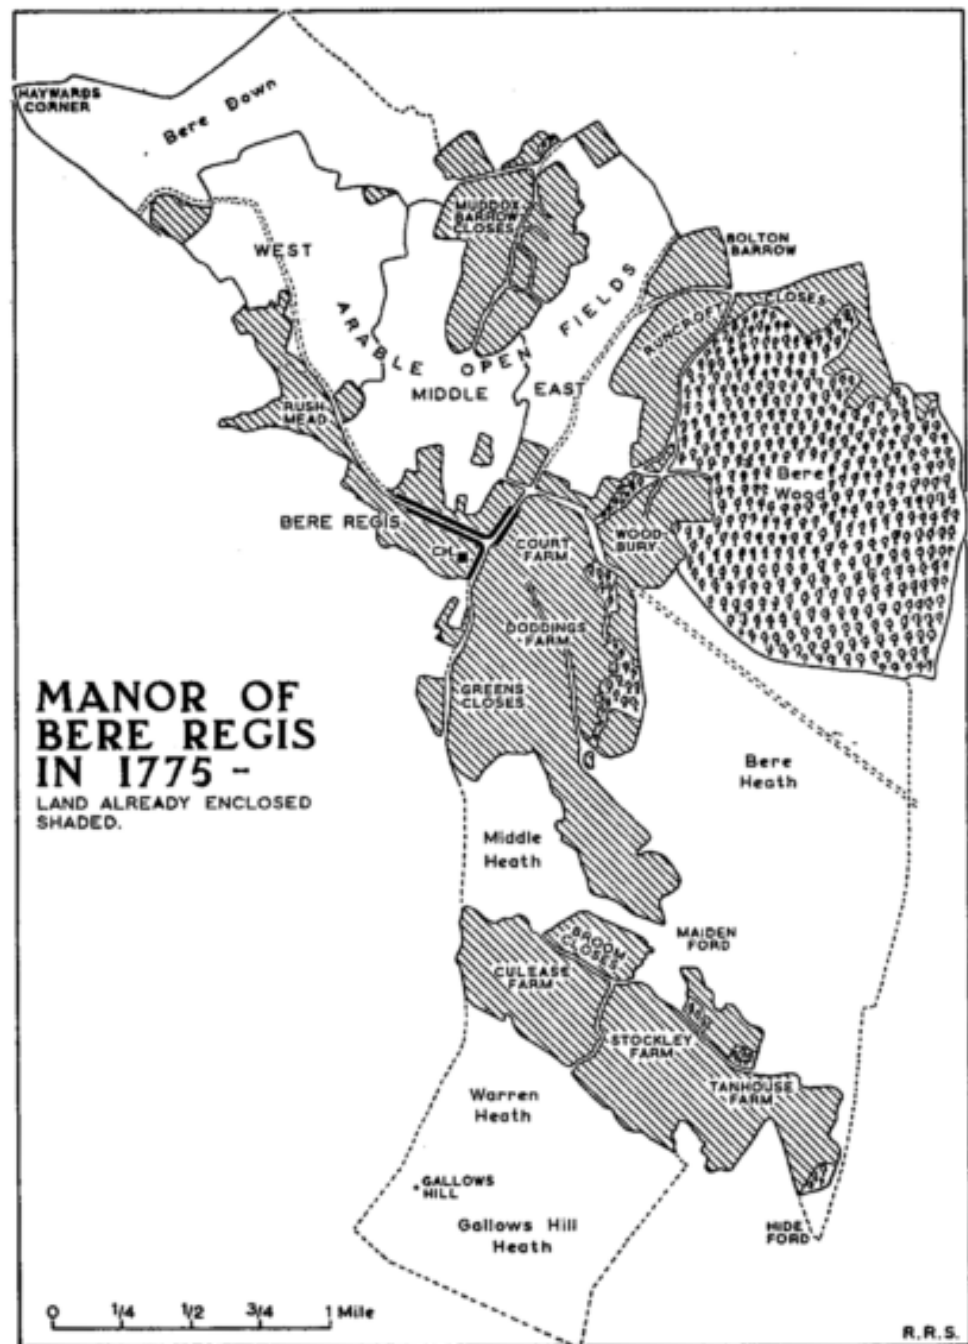 HAYWARDS
CORNER
Bere Down
MUDDOX
BARROW
CLOSES
WEST
BOLTON
BARROW
ARABLE OPEN FIELDS
RUNCROFT
CLOSES
MIDDLE
EAST
RUSH
MEAD
Bere
Wood
BERE REGIS
CH.
COURT
FARM
WOOD-
BURY
DODDINGS
FARM
GREENS
CLOSES
MANOR OF
BERE REGIS
IN 1775 -
LAND ALREADY ENCLOSED
SHADED.
Bere
Heath
Middle
Heath
MAIDEN
FORD
BROOM
CLOSES
CULEASE
FARM
STOCKLEY
FARM
TANHOUSE
FARM
Warren
Heath
GALLOWS
HILL
Gallows Hill
Heath
HIDE
FORD
0 1/4 1/2 3/4 1 Mile
R.R.S.